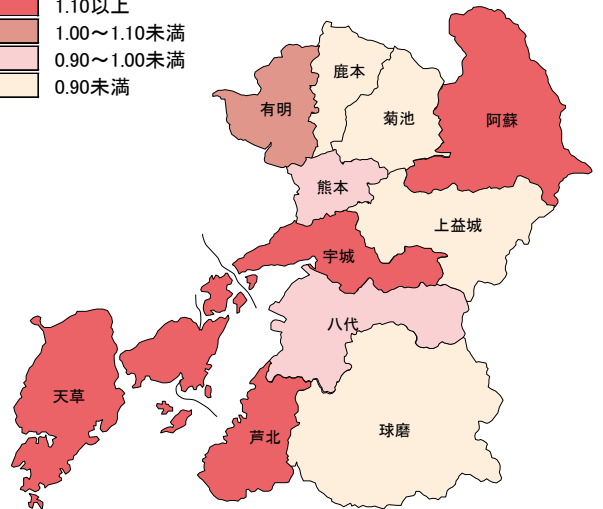 1.10以上
1.00～1.10未満
0.90～1.00未満
0.90未満
鹿本
有明
菊池
阿蘇
熊本
上益城
宇城
八代
天草
芦北
球磨